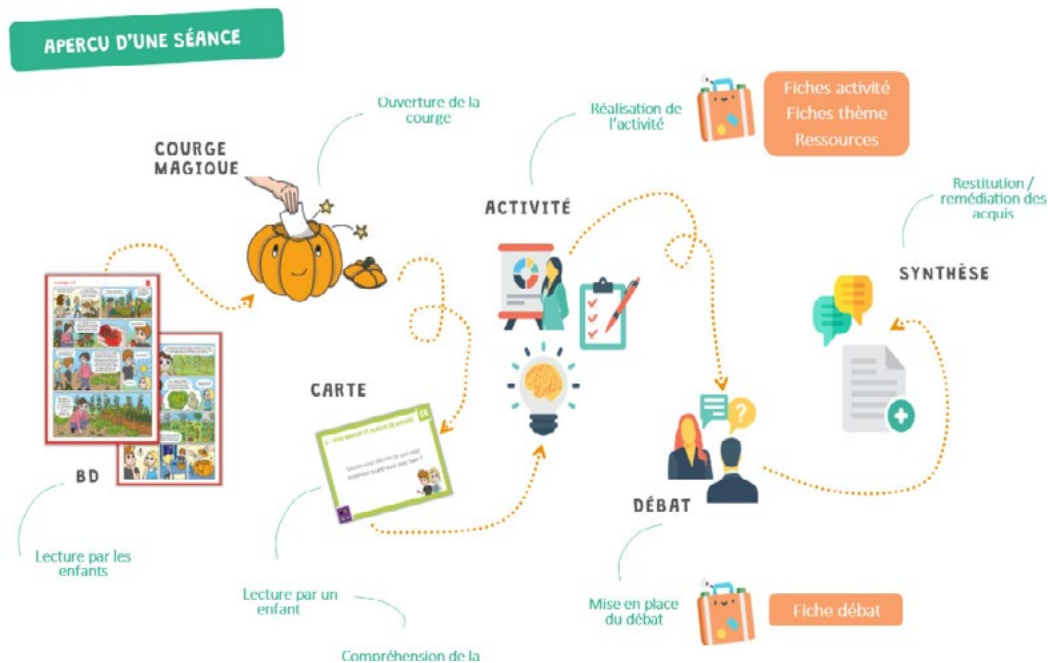 APERCU D'UNE SÉANCE
Fiches activité
Fiches thème
Ressources
Ouverture de la
courge
Réalisation de
l'activité
COURGE
MAGIQUE
Restitution /
remédiation des
acquis
ACTIVITÉ
SYNTHÈSE
CARTE
BD
DÉBAT
Lecture par les
enfants
Lecture par un
enfant
Mise en place
du débat
Fiche débat
Compréhension de la